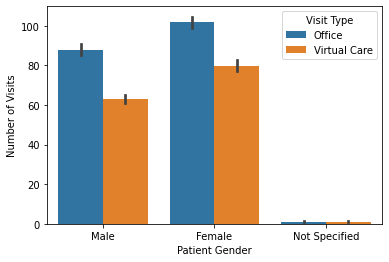 Visit Type
Office
Virtual Care
100
80
60
40
20
0
Number of Visits
Male
Female
Not Specified
Patient Gender